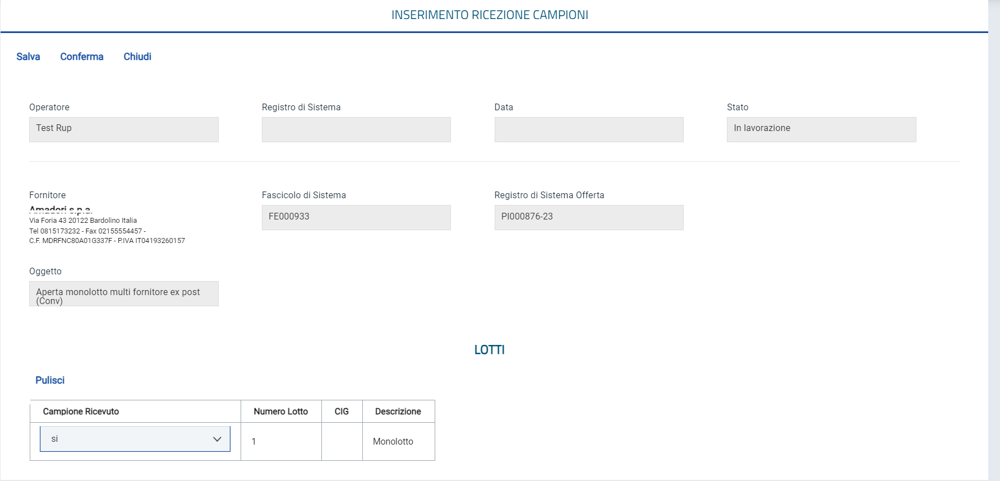 INSERIMENTO RICEZIONE CAMPIONI
Salva Conferma Chiudi
Operatore Registro di Sistema Data Stato
Test Rup In lavorazione
Fornitore Fascicolo di Sistema Registro di Sistema Offerta
Amadori s.p.a.
FE000933 PI000876-23
Via Foria 43 20122 Bardolino Italia
Tel 0815173232 - Fax 02155554457 -
C.F. MDRFNC80A01G337F - P.IVA IT04193260157
Oggetto
Aperta monolotto multi fornitore ex post
(Conv)
LOTTI
Pulisci
Campione Ricevuto Numero Lotto CIG Descrizione
si 1 Monolotto